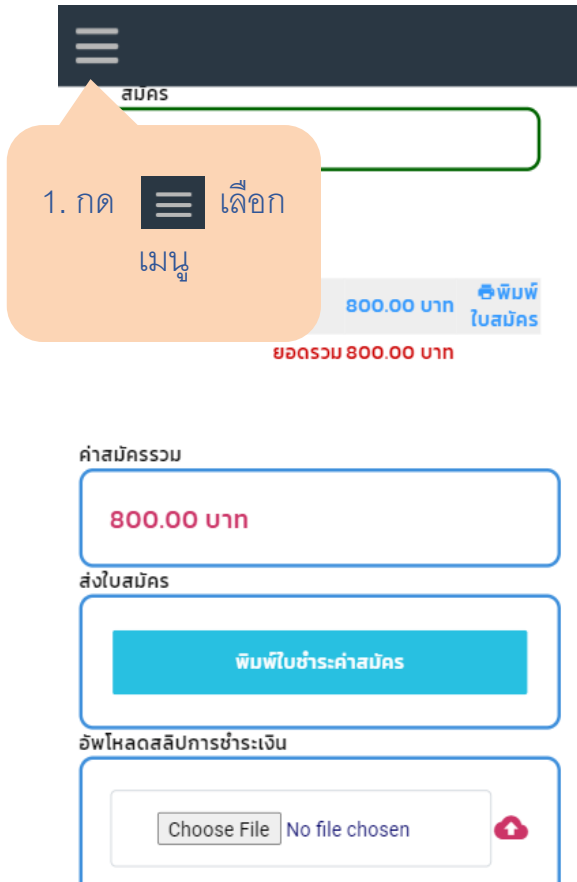 สมัคร
1. กด เลือก
เมนู
800.00 บาท พิมพ์
ใบสมัคร
ยอดรวม 800.00 บาท
ค่าสมัครรวม
800.00 บาท
ส่งใบสมัคร
พิมพ์ใบชำระค่าสมัคร
อัพโหลดสลิปการชำระเงิน
Choose File No file chosen